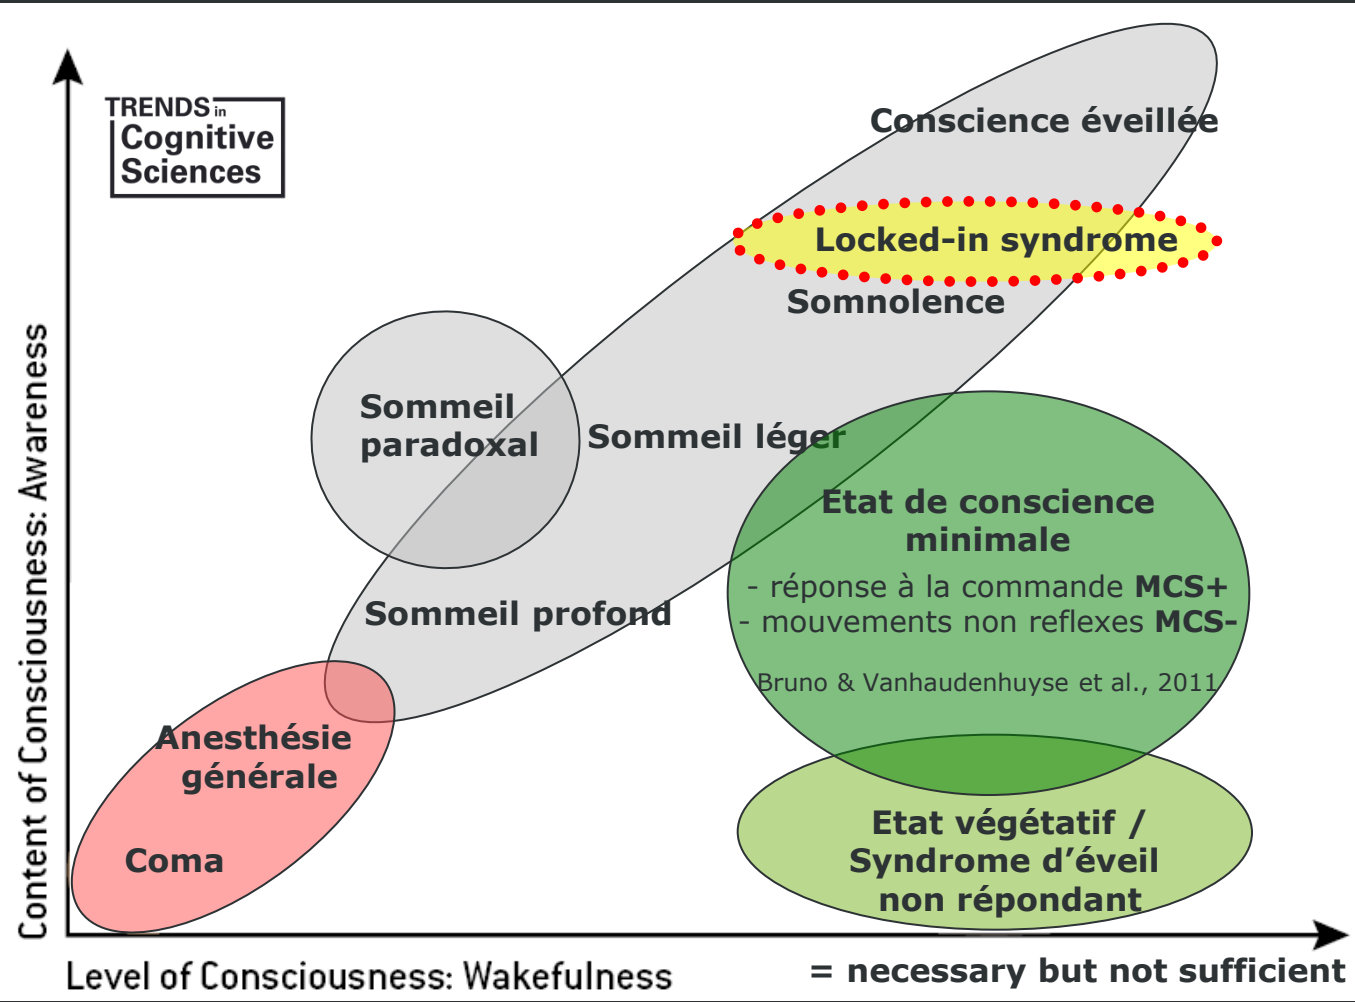 TRENDS in
Cognitive
Sciences
Conscience éveillée
Locked-in syndrome
Somnolence
Sommeil
paradoxal
Sommeil léger
Etat de conscience
minimale
- réponse à la commande MCS+
- mouvements non reflexes MCS-
Bruno & Vanhaudenhuyse et al., 2011
Sommeil profond
Anesthésie
générale
Coma
Etat végétatif /
Syndrome d’éveil
non répondant
Content of Consciousness: Awareness
Level of Consciousness: Wakefulness
= necessary but not sufficient